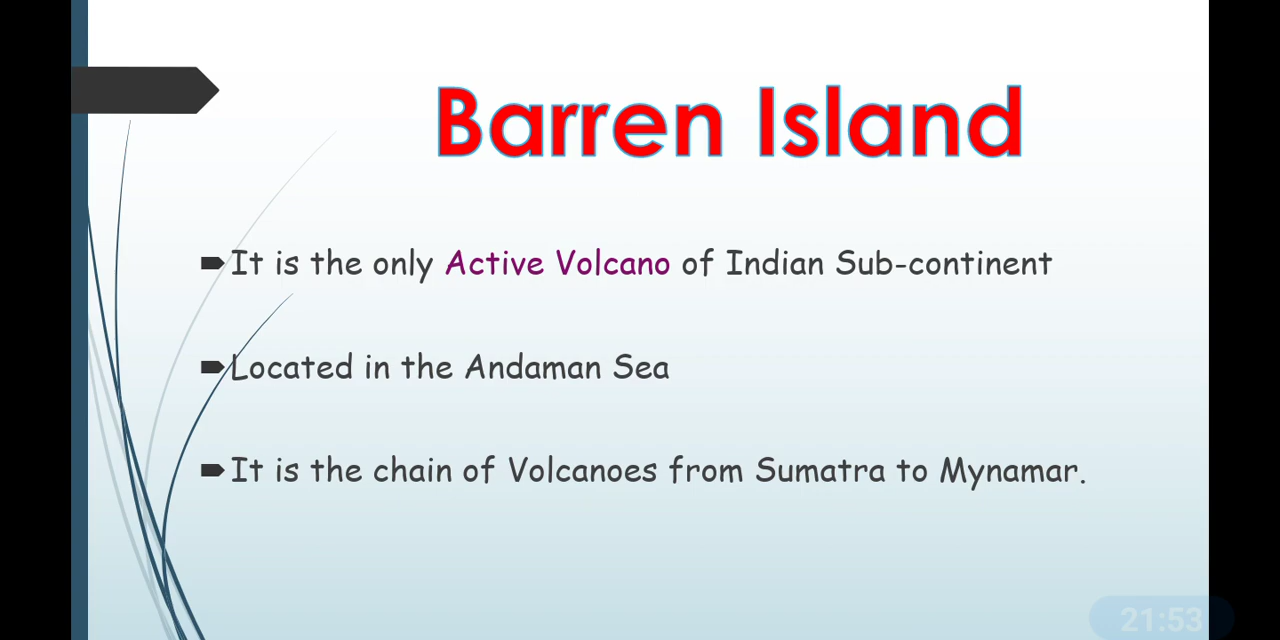 Barren Island
It is the only Active Volcano of Indian Sub-continent
Located in the Andaman Sea
It is the chain of Volcanoes from Sumatra to Mynamar.
21:53